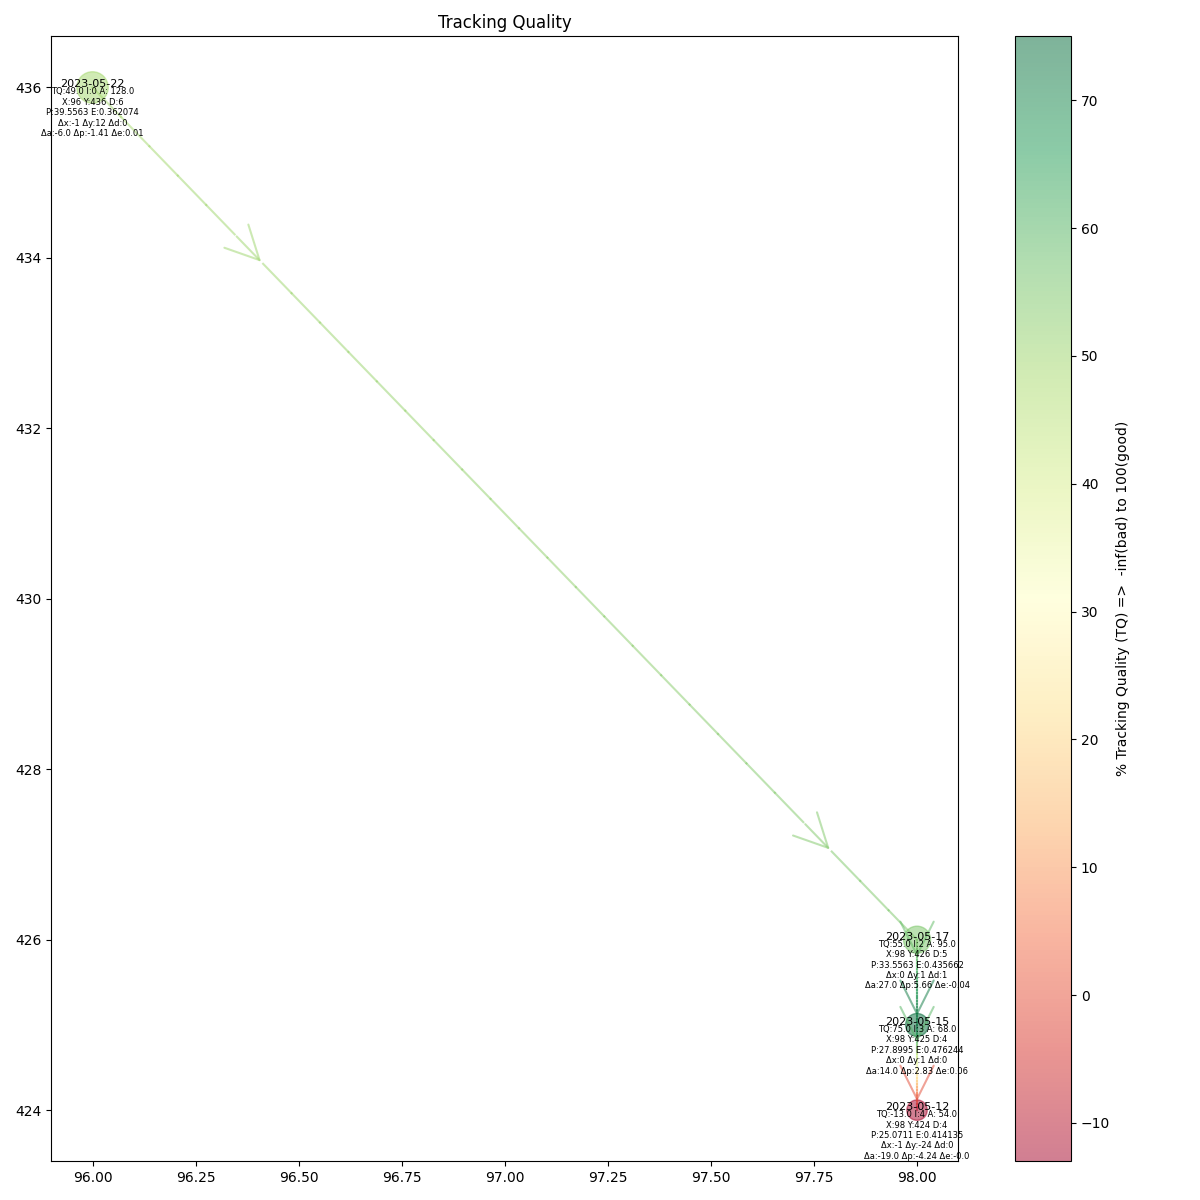 Tracking Quality
2023-05-22
TQ:49.0 I:0 A: 128.0
X:96 Y:436 D:6
P:39.5563 E:0.362074
Δx:-1 Δy:12 Δd:0
Δa:-6.0 Δp:-1.41 Δe:0.01
2023-05-17
TQ:55.0 I:2 A: 95.0
X:98 Y:426 D:5
P:33.5563 E:0.435662
Δx:0 Δy:1 Δd:1
Δa:27.0 Δp:5.66 Δe:-0.04
2023-05-15
TQ:75.0 I:3 A: 68.0
X:98 Y:425 D:4
P:27.8995 E:0.476244
Δx:0 Δy:1 Δd:0
Δa:14.0 Δp:2.83 Δe:0.06
2023-05-12
TQ:-13.0 I:4 A: 54.0
X:98 Y:424 D:4
P:25.0711 E:0.414135
Δx:-1 Δy:-24 Δd:0
Δa:-19.0 Δp:-4.24 Δe:-0.0
436
434
432
430
428
426
424
96.00 96.25 96.50 96.75 97.00 97.25 97.50 97.75 98.00
70
60
50
40
30
20
10
0
−10
% Tracking Quality (TQ) => -inf(bad) to 100(good)